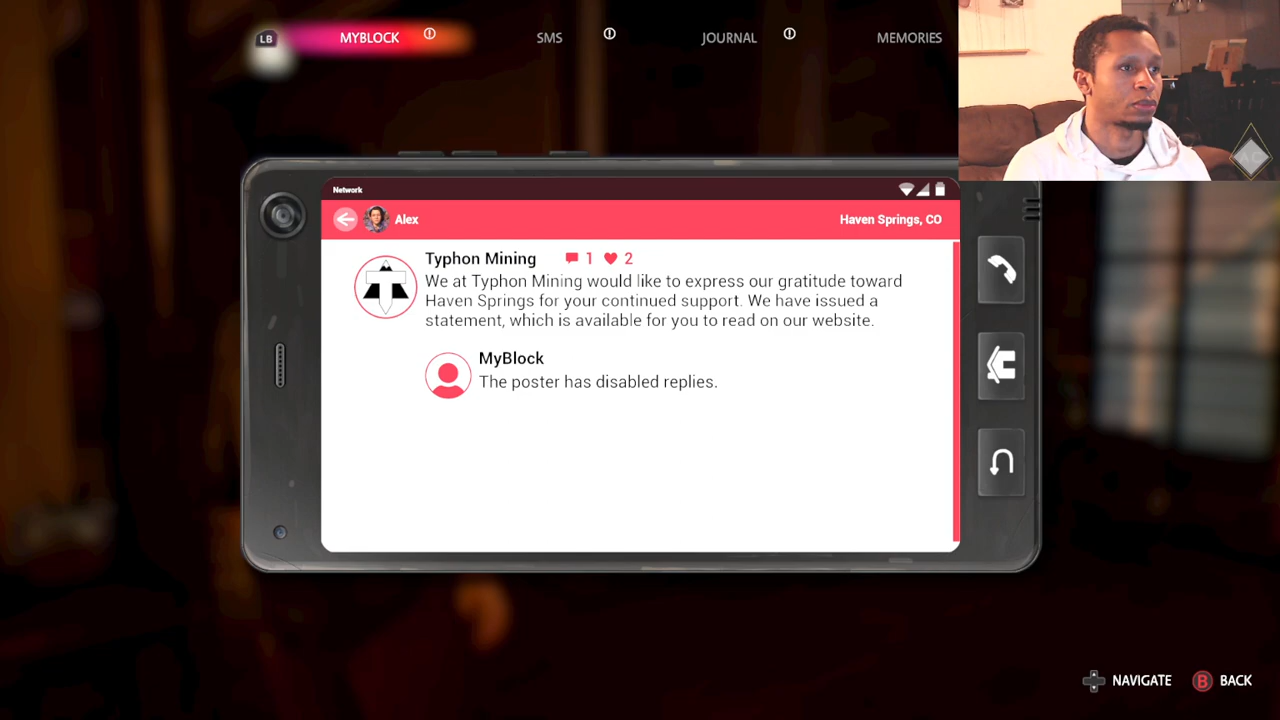 LB MYBLOCK SMS JOURNAL MEMORIES
Network
Alex Haven Springs, CO
Typhon Mining 1 2
We at Typhon Mining would like to express our gratitude toward
Haven Springs for your continued support. We have issued a
statement, which is available for you to read on our website.
MyBlock
The poster has disabled replies.
NAVIGATE B BACK